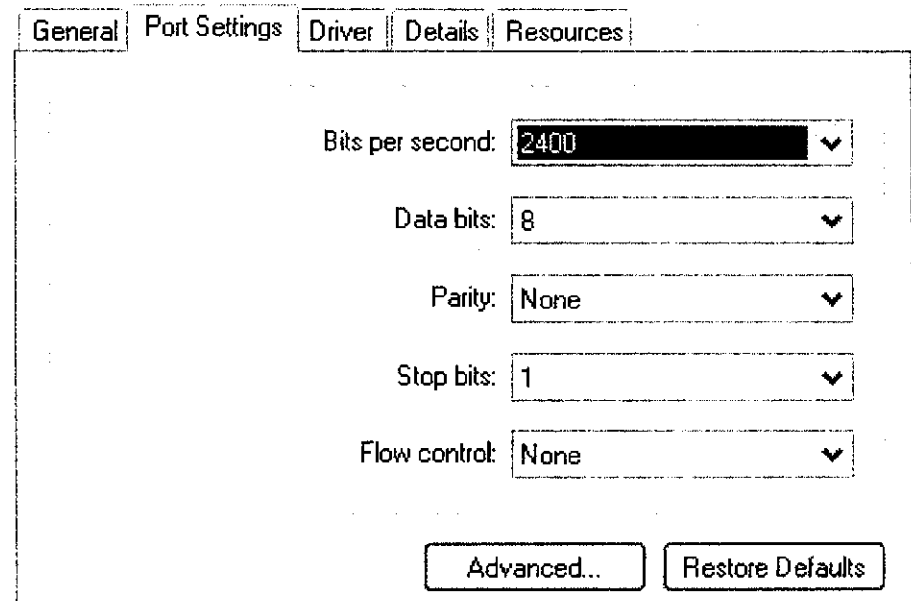 General Port Settings Driver Details Resources
Bits per second: 2400
Data bits: 8
Parity: None
Stop bits: 1
Flow control: None
Advanced... Restore Defaults